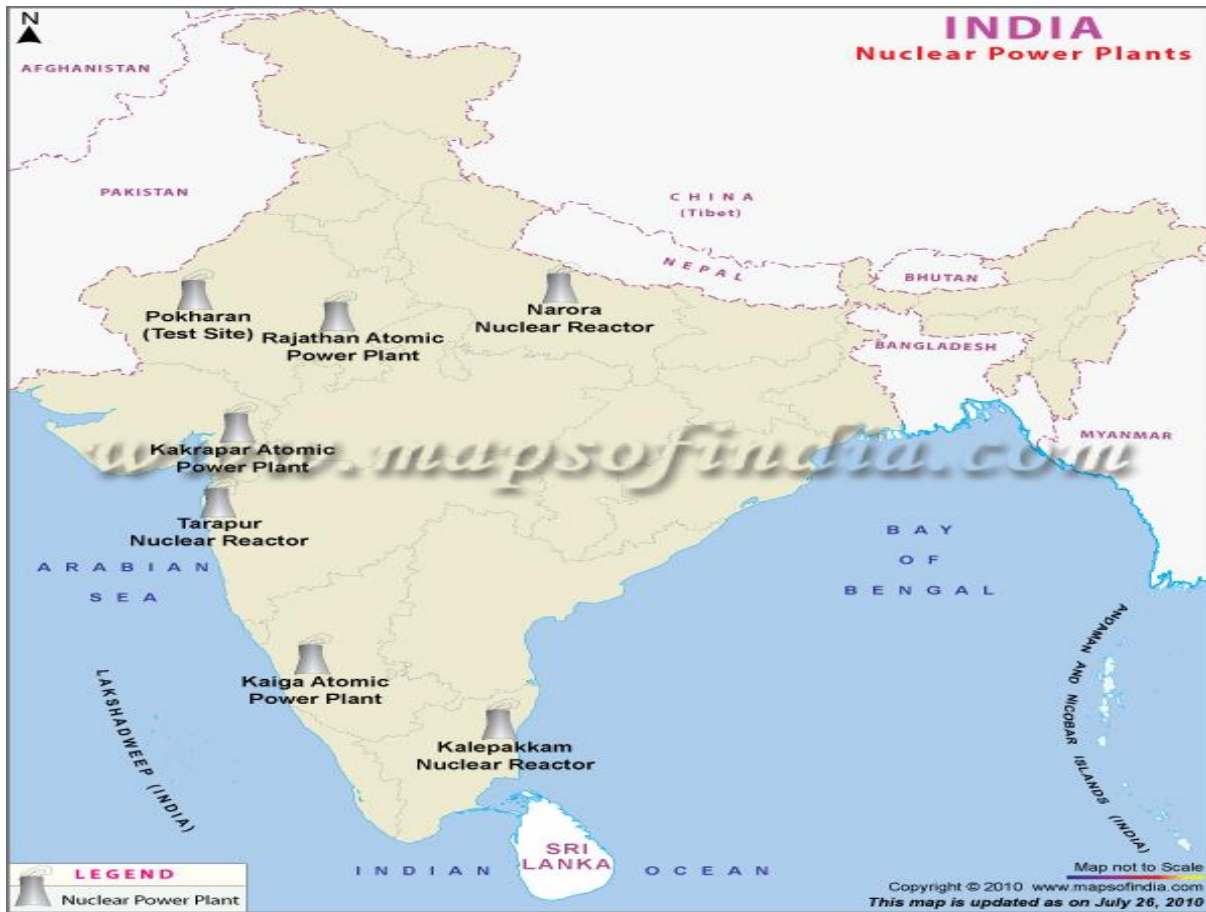 N
INDIA
Nuclear Power Plants
AFGHANISTAN
PAKISTAN
CHINA
(Tibet)
NEPAL
BHUTAN
BANGLADESH
MYANMAR
Pokharan
(Test Site)
Rajathan Atomic
Power Plant
Narora
Nuclear Reactor
Kakrapar Atomic
Power Plant
www.mapsofindia.com
Tarapur
Nuclear Reactor
ARABIAN
SEA
BAY
OF
BENGAL
Kaiga Atomic
Power Plant
Kalepakkam
Nuclear Reactor
LAKSHADWEEP (INDIA)
ANDAMAN AND NICOBAR ISLANDS (INDIA)
SRI
LANKA
INDIAN OCEAN
LEGEND
Nuclear Power Plant
Map not to Scale
Copyright © 2010 www.mapsofindia.com
This map is updated as on July 26, 2010